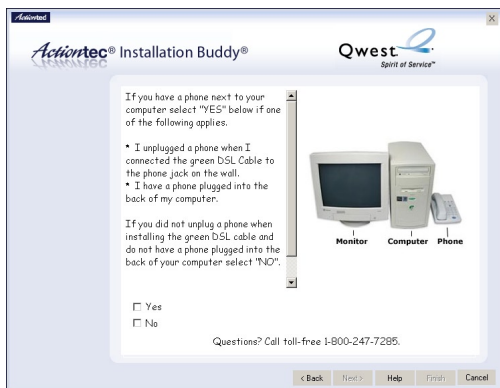 Actiontec
Actiontec® Installation Buddy®
Qwest.
Spirit of Service™
If you have a phone next to your
computer select "YES" below if one
of the following applies.
* I unplugged a phone when I
connected the green DSL Cable to
the phone jack on the wall.
* I have a phone plugged into the
back of my computer.
If you did not unplug a phone when
installing the green DSL cable and
do not have a phone plugged into the
back of your computer select "NO".
Monitor Computer Phone
Yes
No
Questions? Call toll-free 1-800-247-7285.
< Back Next > Help Finish Cancel